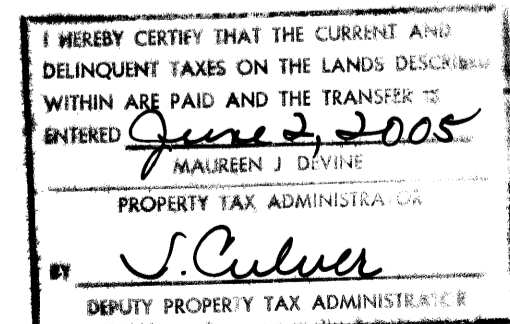 I HEREBY CERTIFY THAT THE CURRENT AND
DELINQUENT TAXES ON THE LANDS DESCRIBED
WITHIN ARE PAID AND THE TRANSFER IS
ENTERED June 2, 2005
MAUREEN J DEVINE
PROPERTY TAX ADMINISTRATOR
BY J. Culver
DEPUTY PROPERTY TAX ADMINISTRATOR